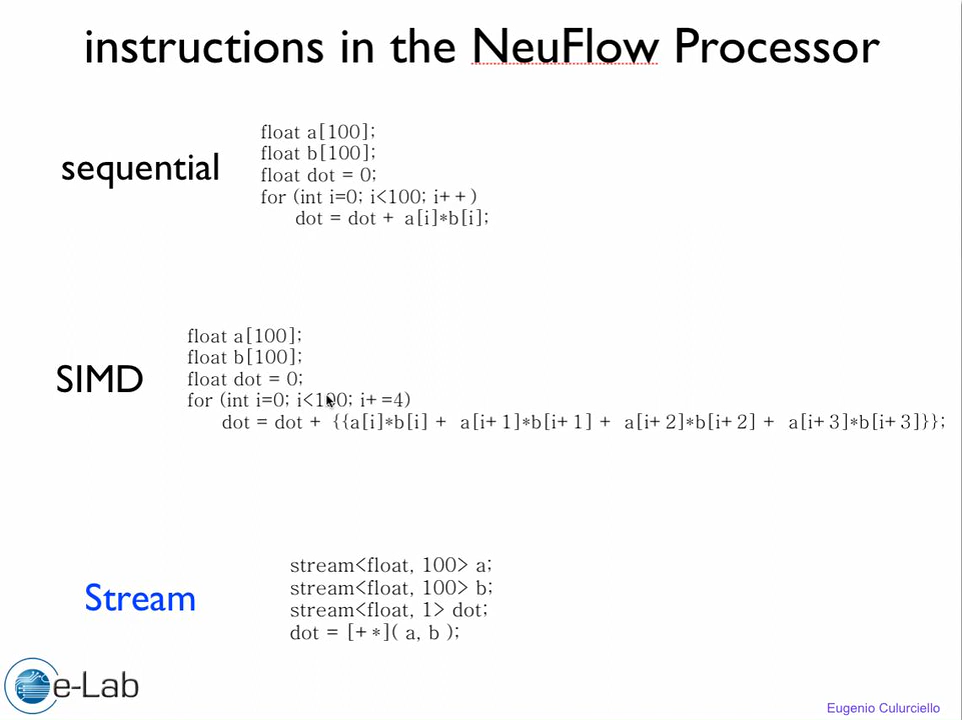 instructions in the NeuFlow Processor
sequential
float a[100];
float b[100];
float dot = 0;
for (int i=0; i<100; i++)
dot = dot + a[i]*b[i];
SIMD
float a[100];
float b[100];
float dot = 0;
for (int i=0; i<100; i+=4)
dot = dot + {{a[i]*b[i] + a[i+1]*b[i+1] + a[i+2]*b[i+2] + a[i+3]*b[i+3]}};
Stream
stream<float, 100> a;
stream<float, 100> b;
stream<float, 1> dot;
dot = [+*]( a, b );
e-Lab
Eugenio Culurciello